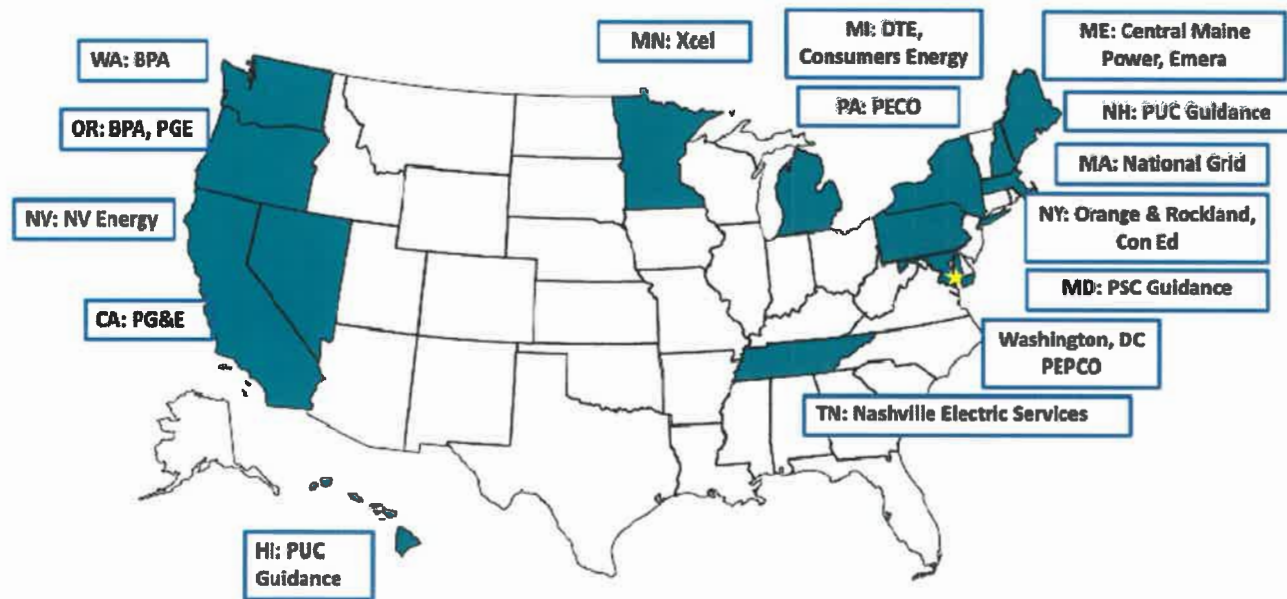 WA: BPA
OR: BPA, PGE
NV: NV Energy
CA: PG&E
HI: PUC
Guidance
MN: Xcel
MI: DTE,
Consumers Energy
PA: PECO
ME: Central Maine
Power, Emera
NH: PUC Guidance
MA: National Grid
NY: Orange & Rockland,
Con Ed
MD: PSC Guidance
Washington, DC
PEPCO
TN: Nashville Electric Services